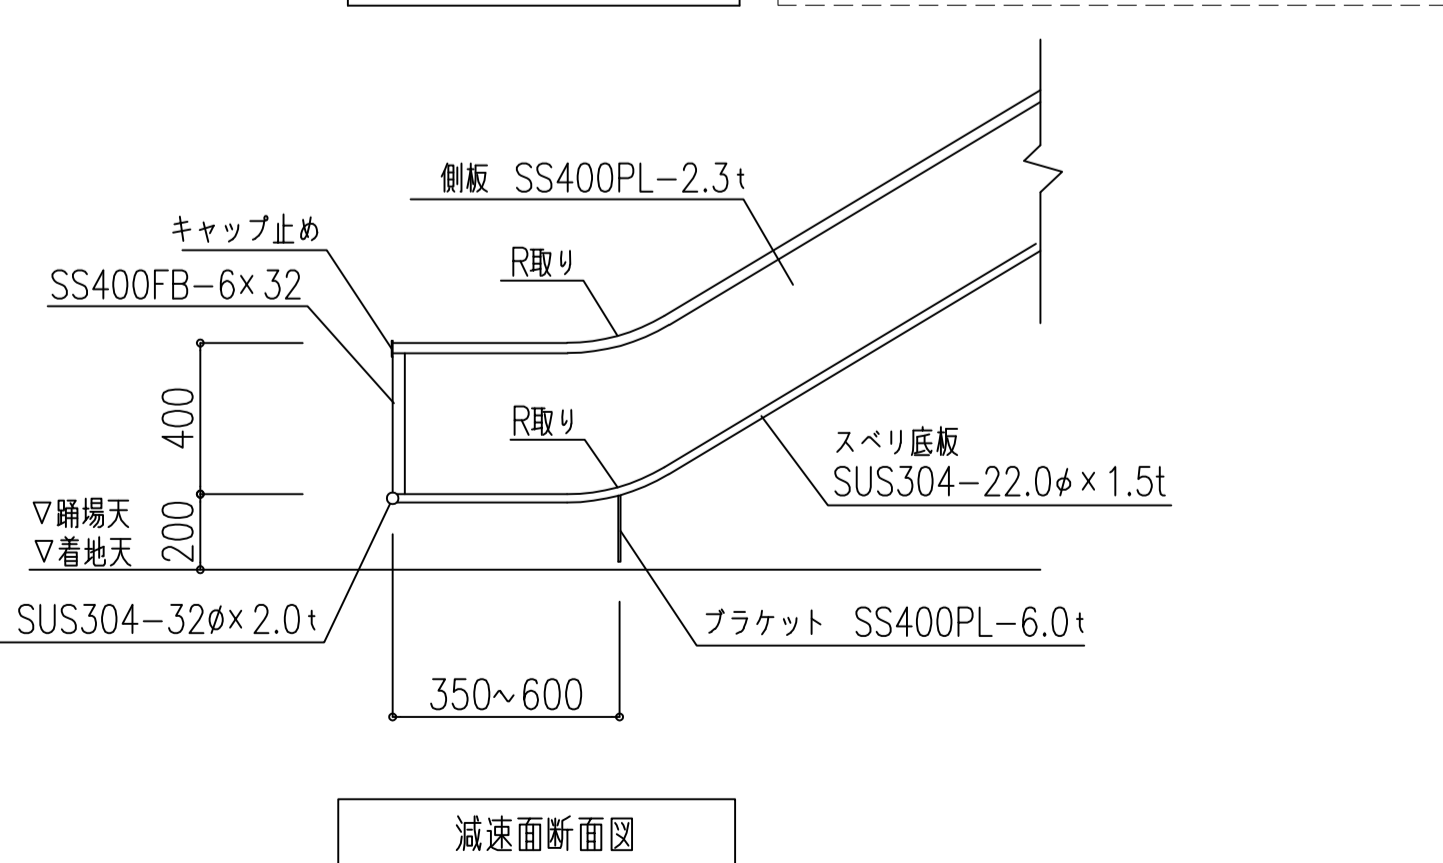 側板 SS400PL-2.3t
キャップ止め
R取り
SS400FB-6×32
400
R取り
スベリ底板
SUS304-22.0φ×1.5t
▽踊場天
▽着地天
200
SUS304-32φ×2.0t
ブラケット SS400PL-6.0t
350~600
減速面断面図